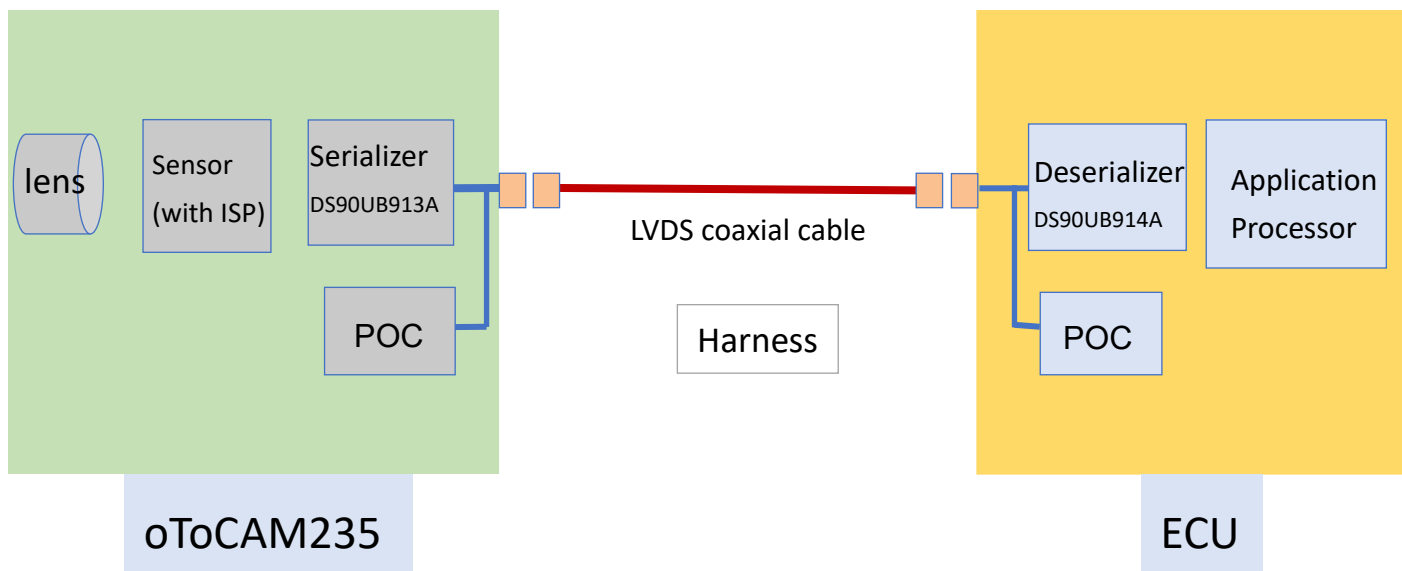 lens
Sensor
(with ISP)
Serializer
DS90UB913A
POC
oToCAM235
LVDS coaxial cable
Harness
Deserializer
DS90UB914A
Application
Processor
POC
ECU